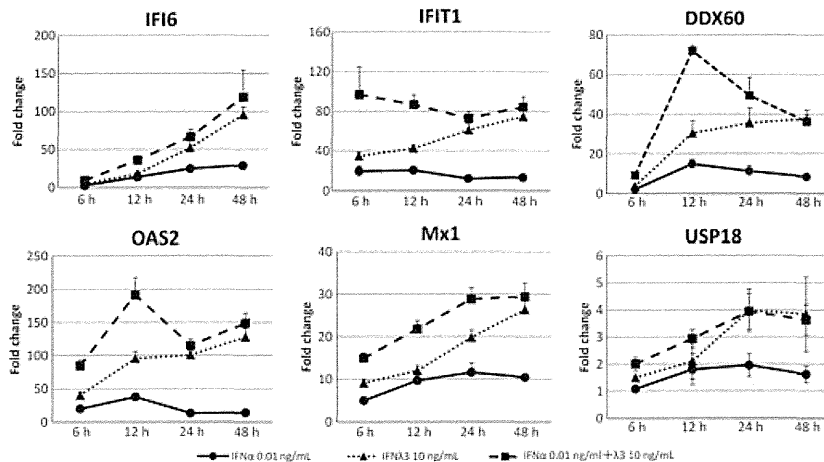 IFI6
IFIT1
DDX60
Fold change
200
150
100
50
0
6 h 12 h 24 h 48 h
Fold change
160
120
80
40
0
6 h 12 h 24 h 48 h
Fold change
80
60
40
20
0
6 h 12 h 24 h 48 h
OAS2
Mx1
USP18
Fold change
250
200
150
100
50
0
6 h 12 h 24 h 48 h
Fold change
40
30
20
10
0
6 h 12 h 24 h 48 h
Fold change
6
5
4
3
2
1
0
6 h 12 h 24 h 48 h
IFNα 0.01 ng/mL IFNλ3 10 ng/mL IFNα 0.01 ng/ml+λ3 10 ng/mL